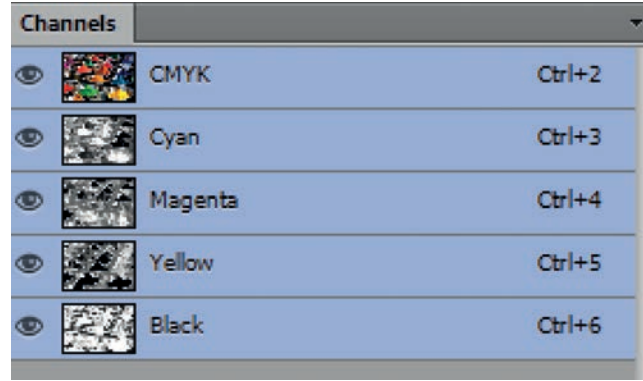 Channels
CMYK Ctrl+2
Cyan Ctrl+3
Magenta Ctrl+4
Yellow Ctrl+5
Black Ctrl+6